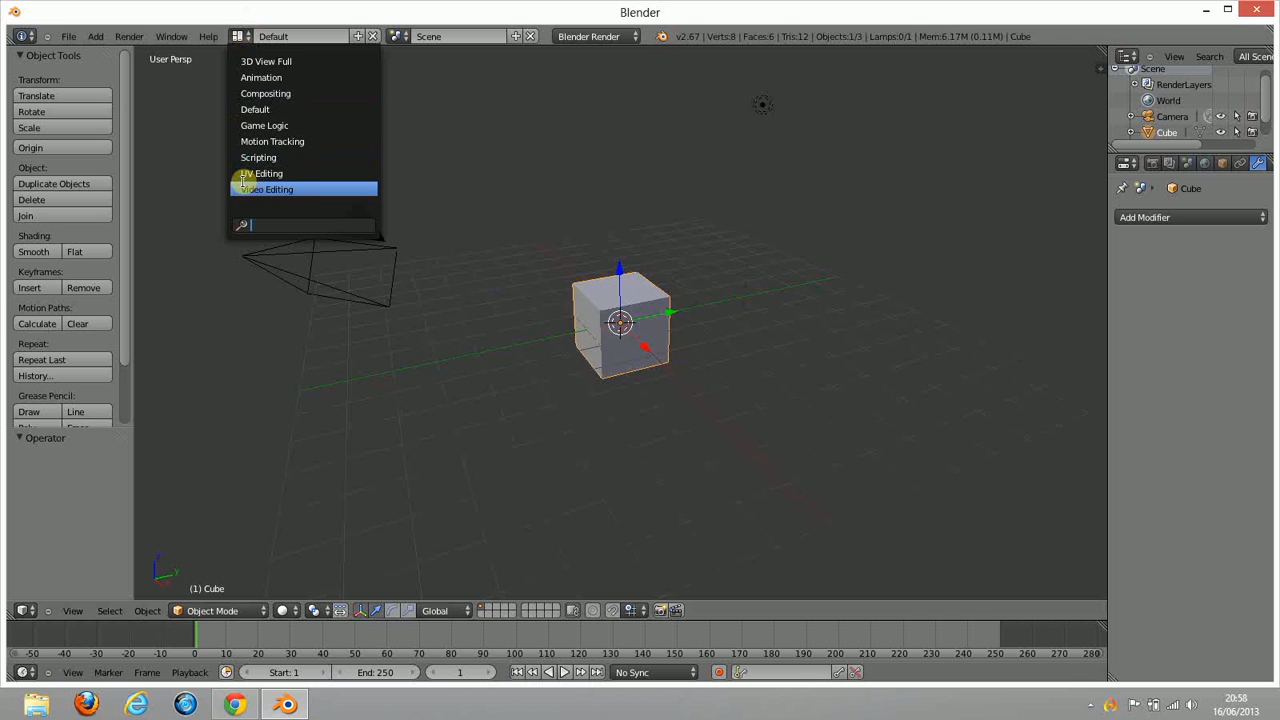 Blender
File Add Render Window Help Default Scene Blender Render v2.67 | Verts:8 | Faces:6 | Tris:12 | Objects:1/3 | Lamps:0/1 | Mem:6.17M (0.11M) | Cube
Object Tools
Transform:
Translate
Rotate
Scale
Origin
Object:
Duplicate Objects
Delete
Join
Shading:
Smooth Flat
Keyframes:
Insert Remove
Motion Paths:
Calculate Clear
Repeat:
Repeat Last
History...
Grease Pencil:
Draw Line
Operator
User Persp
3D View Full
Animation
Compositing
Default
Game Logic
Motion Tracking
Scripting
UV Editing
Video Editing
(1) Cube
View Search All Scen
Scene
RenderLayers
World
Camera
Cube
Cube
Add Modifier
View Select Object Object Mode Global
-50 -40 -30 -20 -10 0 10 20 30 40 50 60 70 80 90 100 110 120 130 140 150 160 170 180 190 200 210 220 230 240 250 260 270 280
View Marker Frame Playback Start: 1 End: 250 1 No Sync
20:58
16/06/2013